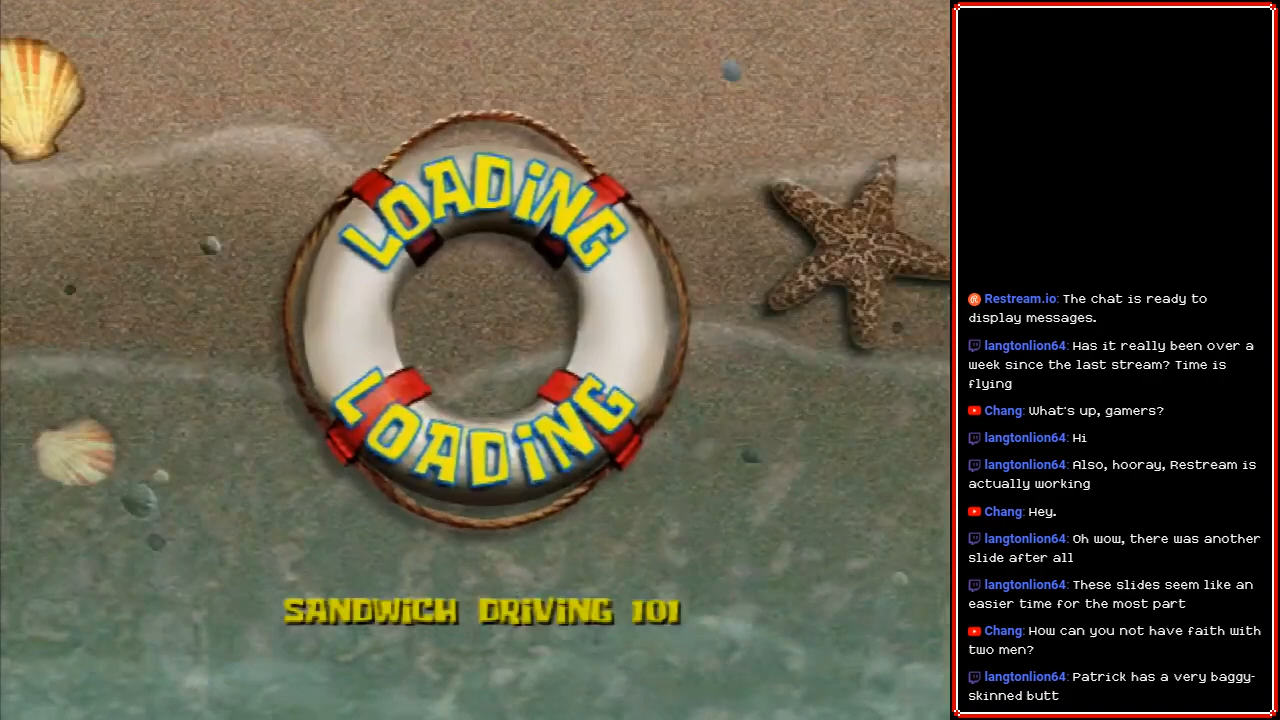 LOADING
LOADING
SANDWICH DRIVING 101
Restream.io: The chat is ready to
display messages.
langtonlion64: Has it really been over a
week since the last stream? Time is
flying
Chang: What's up, gamers?
langtonlion64: Hi
langtonlion64: Also, hooray, Restream is
actually working
Chang: Hey.
langtonlion64: Oh wow, there was another
slide after all
langtonlion64: These slides seem like an
easier time for the most part
Chang: How can you not have faith with
two men?
langtonlion64: Patrick has a very baggy-
skinned butt